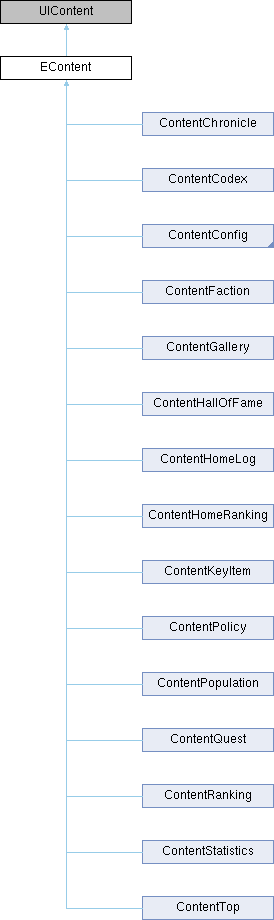 UIContent
EContent
ContentChronicle
ContentCodex
ContentConfig
ContentFaction
ContentGallery
ContentHallOfFame
ContentHomeLog
ContentHomeRanking
ContentKeyItem
ContentPolicy
ContentPopulation
ContentQuest
ContentRanking
ContentStatistics
ContentTop